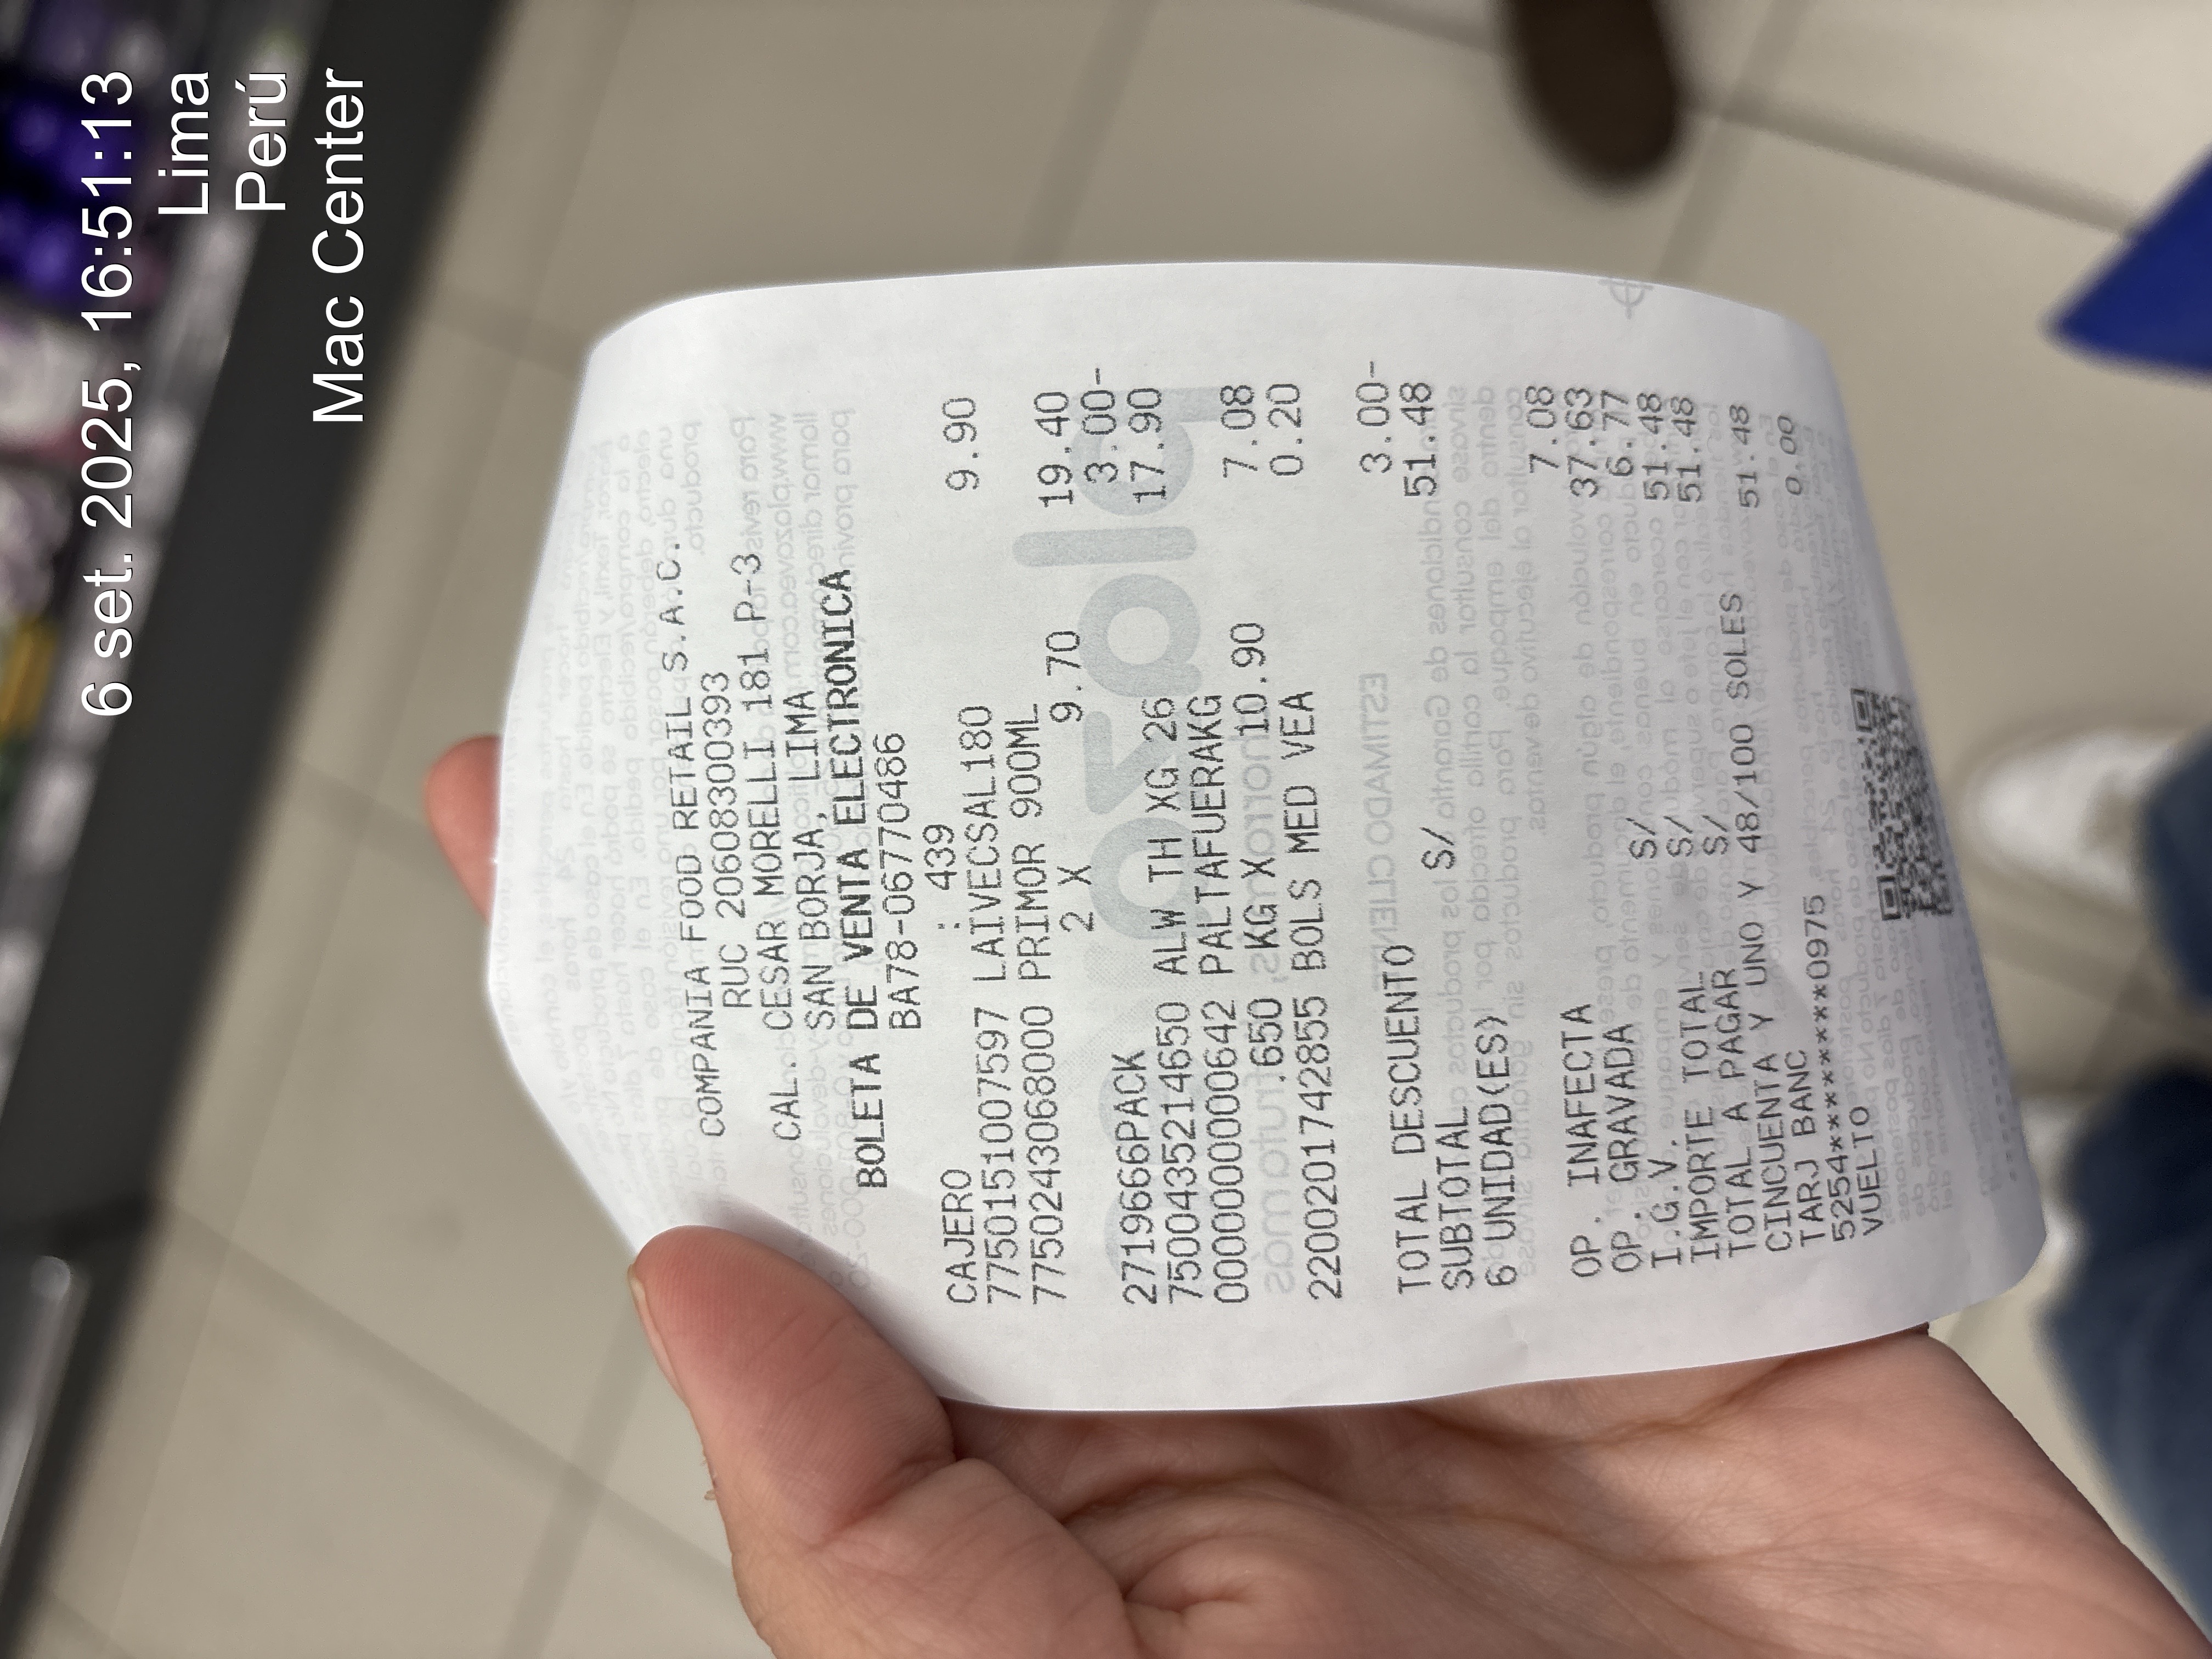 6 set. 2025, 16:51:13
Lima
Perú
Mac Center
COMPANIA FOOD RETAIL S.A.C.
RUC 20608300393
CAL. CESAR MORELLI 181 P-3
SAN BORJA, LIMA
BOLETA DE VENTA ELECTRONICA
BA78-06770486
CAJERO : 439
7750151007597 LAIVECSAL180 9.90
7750243068000 PRIMOR 900ML
2 X 9.70 19.40
2719666PACK 3.00-
7500435214650 ALW TH XG 26 17.90
0000000000642 PALTAFUERAKG
.650 KG X 10.90 7.08
2200201742855 BOLS MED VEA 0.20
TOTAL DESCUENTO 3.00-
SUBTOTAL S/ 51.48
6 UNIDAD(ES)
OP. INAFECTA 7.08
OP. GRAVADA 37.63
I.G.V. S/ 6.77
IMPORTE TOTAL S/ 51.48
TOTAL A PAGAR S/ 51.48
CINCUENTA Y UNO Y 48/100 SOLES
TARJ BANC 51.48
5254********0975
VUELTO 0.00